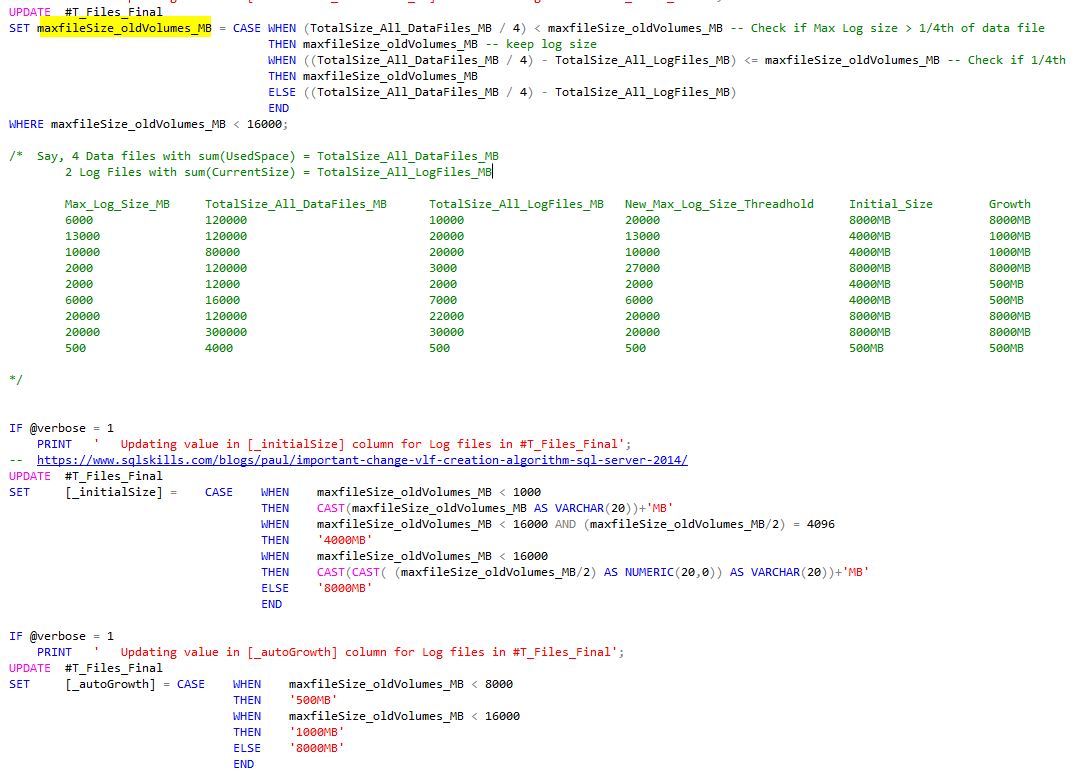 UPDATE #T_Files_Final
SET maxfileSize_oldVolumes_MB = CASE WHEN (TotalSize_All_DataFiles_MB / 4) < maxfileSize_oldVolumes_MB -- Check if Max Log size > 1/4th of data file
THEN maxfileSize_oldVolumes_MB -- keep log size
WHEN ((TotalSize_All_DataFiles_MB / 4) - TotalSize_All_LogFiles_MB) <= maxfileSize_oldVolumes_MB -- Check if 1/4th
THEN maxfileSize_oldVolumes_MB
ELSE ((TotalSize_All_DataFiles_MB / 4) - TotalSize_All_LogFiles_MB)
END
WHERE maxfileSize_oldVolumes_MB < 16000;
/* Say, 4 Data files with sum(UsedSpace) = TotalSize_All_DataFiles_MB
2 Log Files with sum(CurrentSize) = TotalSize_All_LogFiles_MB
Max_Log_Size_MB TotalSize_All_DataFiles_MB TotalSize_All_LogFiles_MB New_Max_Log_Size_Threadhold Initial_Size Growth
6000 120000 10000 20000 8000MB 8000MB
13000 120000 20000 13000 4000MB 1000MB
10000 80000 20000 10000 4000MB 1000MB
2000 120000 3000 27000 8000MB 8000MB
2000 12000 2000 2000 4000MB 500MB
6000 16000 7000 6000 4000MB 500MB
20000 120000 22000 20000 8000MB 8000MB
20000 300000 30000 20000 8000MB 8000MB
500 4000 500 500 500MB 500MB
*/
IF @verbose = 1
PRINT ' Updating value in [_initialSize] column for Log files in #T_Files_Final';
-- https://www.sqlskills.com/blogs/paul/important-change-vlf-creation-algorithm-sql-server-2014/
UPDATE #T_Files_Final
SET [_initialSize] = CASE WHEN maxfileSize_oldVolumes_MB < 1000
THEN CAST(maxfileSize_oldVolumes_MB AS VARCHAR(20))+'MB'
WHEN maxfileSize_oldVolumes_MB < 16000 AND (maxfileSize_oldVolumes_MB/2) = 4096
THEN '4000MB'
WHEN maxfileSize_oldVolumes_MB < 16000
THEN CAST(CAST( (maxfileSize_oldVolumes_MB/2) AS NUMERIC(20,0)) AS VARCHAR(20))+'MB'
ELSE '8000MB'
END
IF @verbose = 1
PRINT ' Updating value in [_autoGrowth] column for Log files in #T_Files_Final';
UPDATE #T_Files_Final
SET [_autoGrowth] = CASE WHEN maxfileSize_oldVolumes_MB < 8000
THEN '500MB'
WHEN maxfileSize_oldVolumes_MB < 16000
THEN '1000MB'
ELSE '8000MB'
END